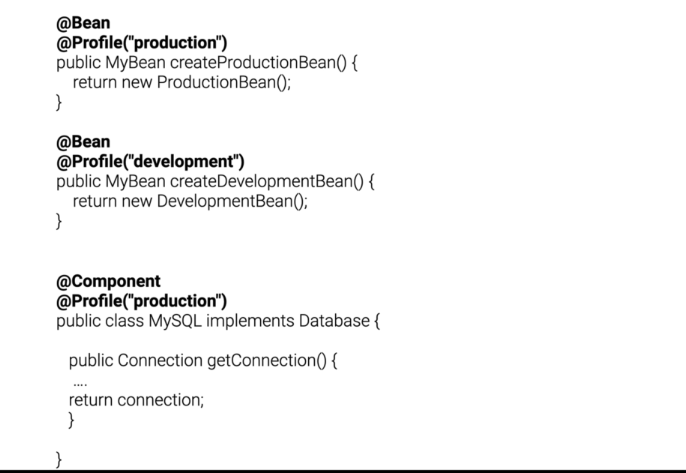 @Bean
@Profile("production")
public MyBean createProductionBean() {
return new ProductionBean();
}
@Bean
@Profile("development")
public MyBean createDevelopmentBean() {
return new DevelopmentBean();
}
@Component
@Profile("production")
public class MySQL implements Database {
public Connection getConnection() {
....
return connection;
}
}